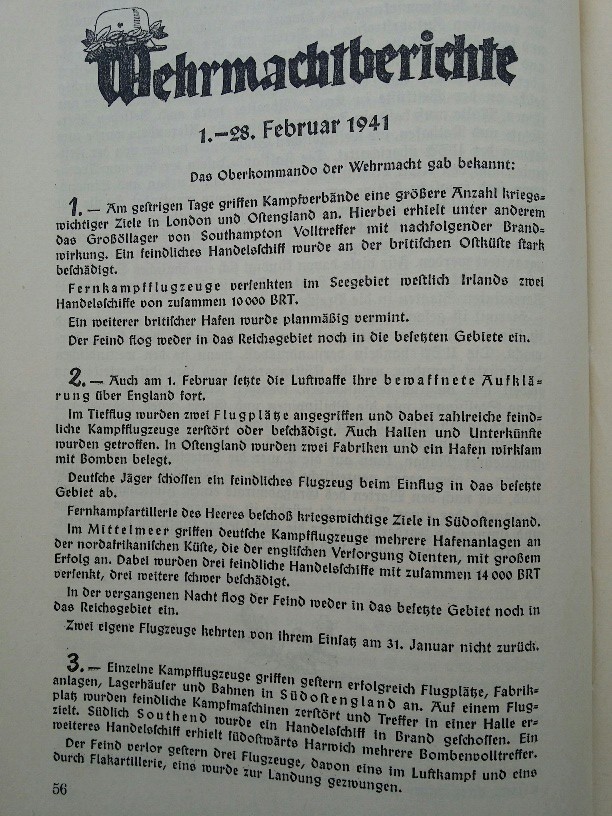 Wehrmachtberichte
1.–28. Februar 1941
Das Oberkommando der Wehrmacht gab bekannt:
1. — Am gestrigen Tage griffen Kampfverbände eine größere Anzahl kriegs-
wichtiger Ziele in London und Ostengland an. Hierbei erhielt unter anderem
das Großöllager von Southampton Volltreffer mit nachfolgender Brand-
wirkung. Ein feindliches Handelsschiff wurde an der britischen Ostküste stark
beschädigt.
Fernkampfflugzeuge versenkten im Seegebiet westlich Irlands zwei
Handelsschiffe von zusammen 10 000 BRT.
Ein weiterer britischer Hafen wurde planmäßig vermint.
Der Feind flog weder in das Reichsgebiet noch in die besetzten Gebiete ein.
2. — Auch am 1. Februar setzte die Luftwaffe ihre bewaffnete Aufklä-
rung über England fort.
Im Tiefflug wurden zwei Flugplätze angegriffen und dabei zahlreiche feind-
liche Kampfflugzeuge zerstört oder beschädigt. Auch Hallen und Unterkünfte
wurden getroffen. In Ostengland wurden zwei Fabriken und ein Hafen wirksam
mit Bomben belegt.
Deutsche Jäger schossen ein feindliches Flugzeug beim Einflug in das besetzte
Gebiet ab.
Fernkampfartillerie des Heeres beschoß kriegswichtige Ziele in Südostengland.
Im Mittelmeer griffen deutsche Kampfflugzeuge mehrere Hafenanlagen an
der nordafrikanischen Küste, die der englischen Versorgung dienten, mit großem
Erfolg an. Dabei wurden drei feindliche Handelsschiffe mit zusammen 14 000 BRT
versenkt, drei weitere schwer beschädigt.
In der vergangenen Nacht flog der Feind weder in das besetzte Gebiet noch in
das Reichsgebiet ein.
Zwei eigene Flugzeuge kehrten von ihrem Einsatz am 31. Januar nicht zurück.
3. — Einzelne Kampfflugzeuge griffen gestern erfolgreich Flugplätze, Fabrik-
anlagen, Lagerhäuser und Bahnen in Südostengland an. Auf einem Flug-
platz wurden feindliche Kampfmaschinen zerstört und Treffer in einer Halle er-
zielt. Südlich Southend wurde ein Handelsschiff in Brand geschossen. Ein
weiteres Handelsschiff erhielt südostwärts Harwich mehrere Bombenvolltreffer.
Der Feind verlor gestern drei Flugzeuge, davon eins im Luftkampf und eins
durch Flakartillerie, eins wurde zur Landung gezwungen.
56